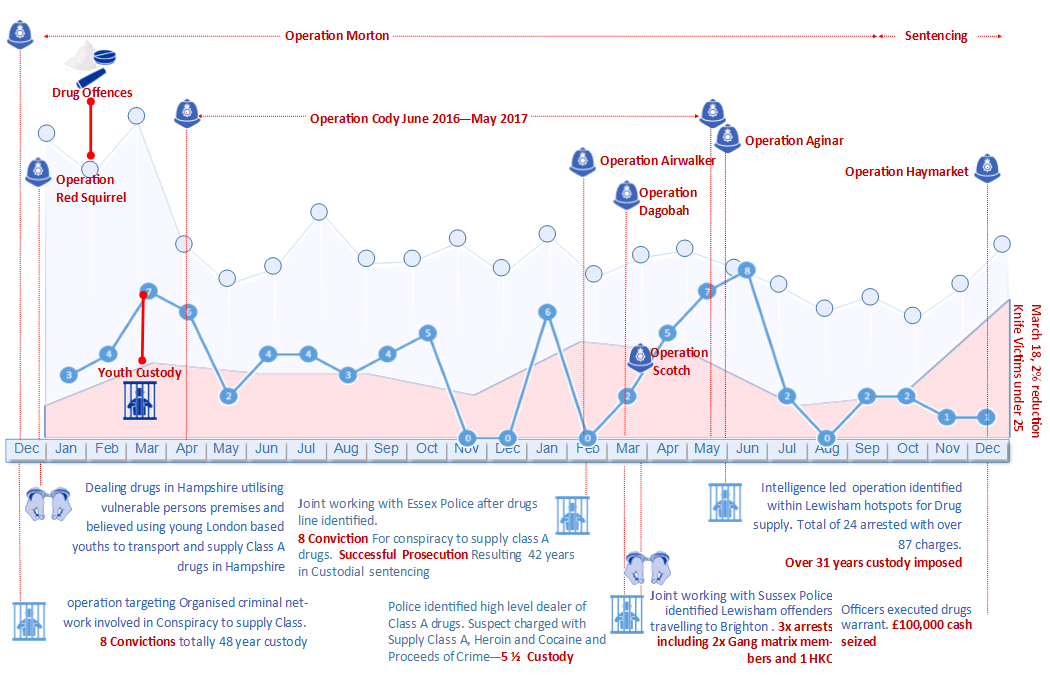 Operation Morton
Sentencing
Drug Offences
Operation Cody June 2016—May 2017
Operation Aginar
Operation Airwalker
Operation Haymarket
Operation
Red Squirrel
Operation
Dagobah
7
8
6
6
7
5
5
4
4
4
4
3
3
2
2
2
2
2
1
1
0
0
0
0
Youth Custody
Operation
Scotch
March 18, 2% reduction
Knife Victims under 25
Dec Jan Feb Mar Apr May Jun Jul Aug Sep Oct Nov Dec Jan Feb Mar Apr May Jun Jul Aug Sep Oct Nov Dec
Dealing drugs in Hampshire utilising
vulnerable persons premises and
believed using young London based
youths to transport and supply Class A
drugs in Hampshire
Joint working with Essex Police after drugs
line identified.
8 Conviction For conspiracy to supply class A
drugs. Successful Prosecution Resulting 42 years
in Custodial sentencing
Intelligence led operation identified
within Lewisham hotspots for Drug
supply. Total of 24 arrested with over
87 charges.
Over 31 years custody imposed
operation targeting Organised criminal net-
work involved in Conspiracy to supply Class.
8 Convictions totally 48 year custody
Police identified high level dealer of
Class A drugs. Suspect charged with
Supply Class A, Heroin and Cocaine and
Proceeds of Crime—5 ½ Custody
Joint working with Sussex Police
identified Lewisham offenders
travelling to Brighton . 3x arrests
including 2x Gang matrix mem-
bers and 1 HKC
Officers executed drugs
warrant. £100,000 cash
seized